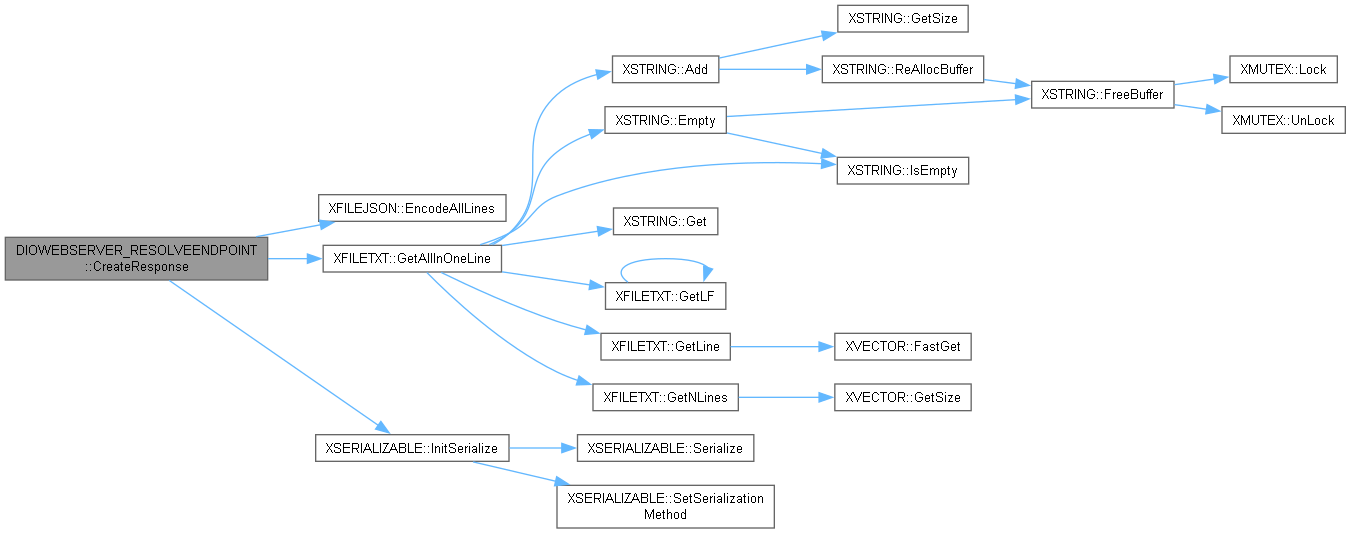 XSTRING::GetSize
XSTRING::Add
XSTRING::ReAllocBuffer
XMUTEX::Lock
XSTRING::FreeBuffer
XSTRING::Empty
XMUTEX::UnLock
XSTRING::IsEmpty
XFILEJSON::EncodeAllLines
XSTRING::Get
DIOWEBSERVER_RESOLVEENDPOINT
::CreateResponse
XFILETXT::GetAllInOneLine
XFILETXT::GetLF
XFILETXT::GetLine
XVECTOR::FastGet
XFILETXT::GetNLines
XVECTOR::GetSize
XSERIALIZABLE::InitSerialize
XSERIALIZABLE::Serialize
XSERIALIZABLE::SetSerialization
Method